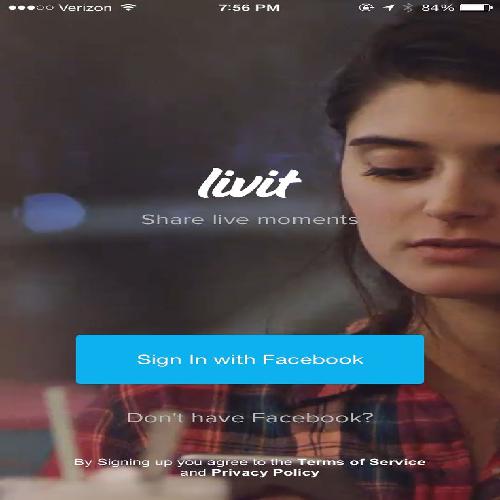 Verizon 7:56 PM 84%
livit
Share live moments
Sign In with Facebook
Don't have Facebook?
By Signing up you agree to the Terms of Service
and Privacy Policy